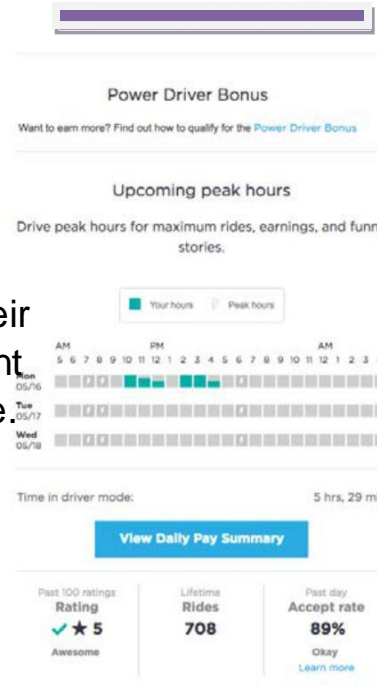 Power Driver Bonus
Want to earn more? Find out how to qualify for the Power Driver Bonus
Upcoming peak hours
Drive peak hours for maximum rides, earnings, and funn
stories.
eir
nt
e.
Your hours Peak hours
AM PM AM
5 6 7 8 9 10 11 12 1 2 3 4 5 6 7 8 9 10 11 12 1 2 3
Mon
05/16
Tue
05/17
Wed
05/18
Time in driver mode: 5 hrs, 29 m
View Daily Pay Summary
Past 100 ratings Lifetime Past day
Rating Rides Accept rate
✓★ 5 708 89%
Awesome Okay
Learn more